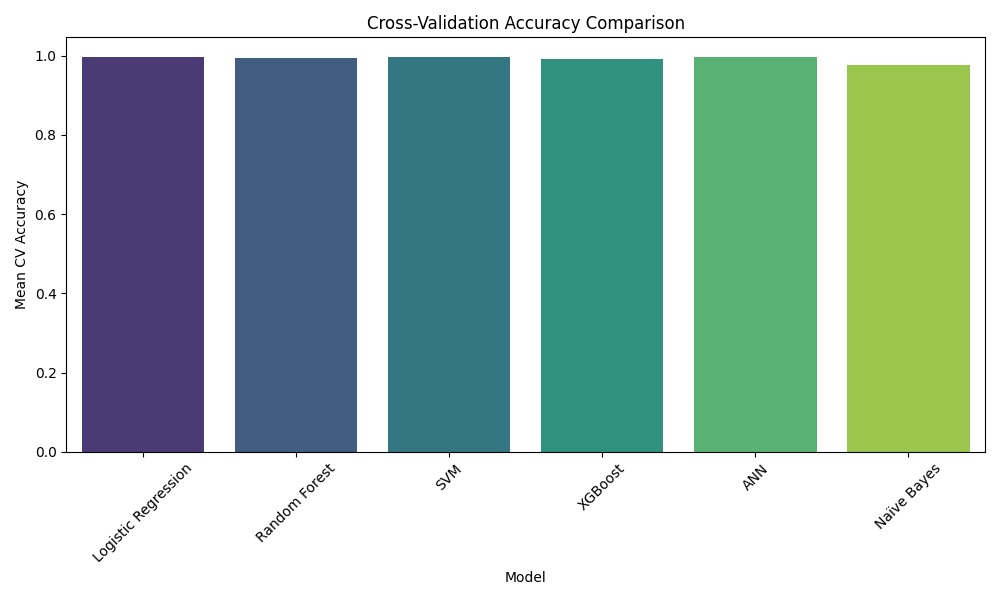 Cross-Validation Accuracy Comparison
Mean CV Accuracy
1.0
0.8
0.6
0.4
0.2
0.0
Logistic Regression
Random Forest
SVM
XGBoost
ANN
Naïve Bayes
Model